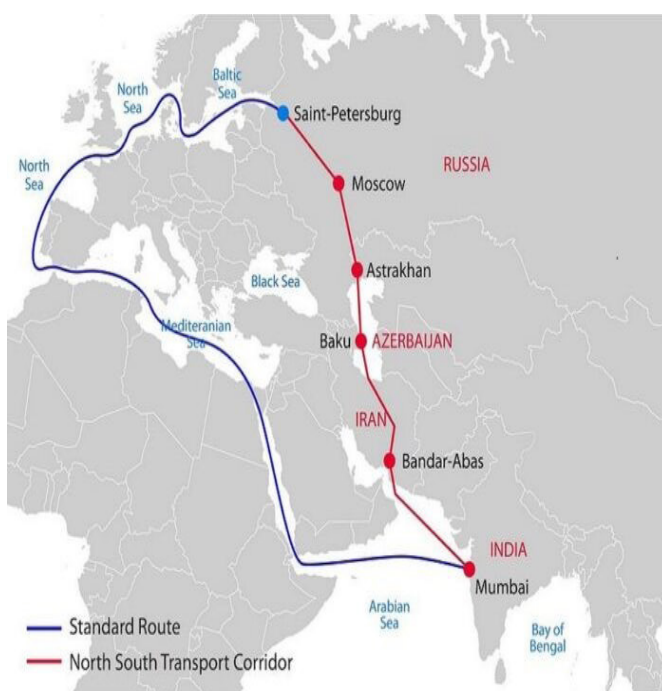 Baltic
Sea
North
Sea
Saint-Petersburg
North
Sea
RUSSIA
Moscow
Astrakhan
Black Sea
Mediteranian
Sea
Baku
AZERBAIJAN
IRAN
Bandar-Abas
INDIA
Mumbai
Arabian
Sea
Bay of
Bengal
Standard Route
North South Transport Corridor